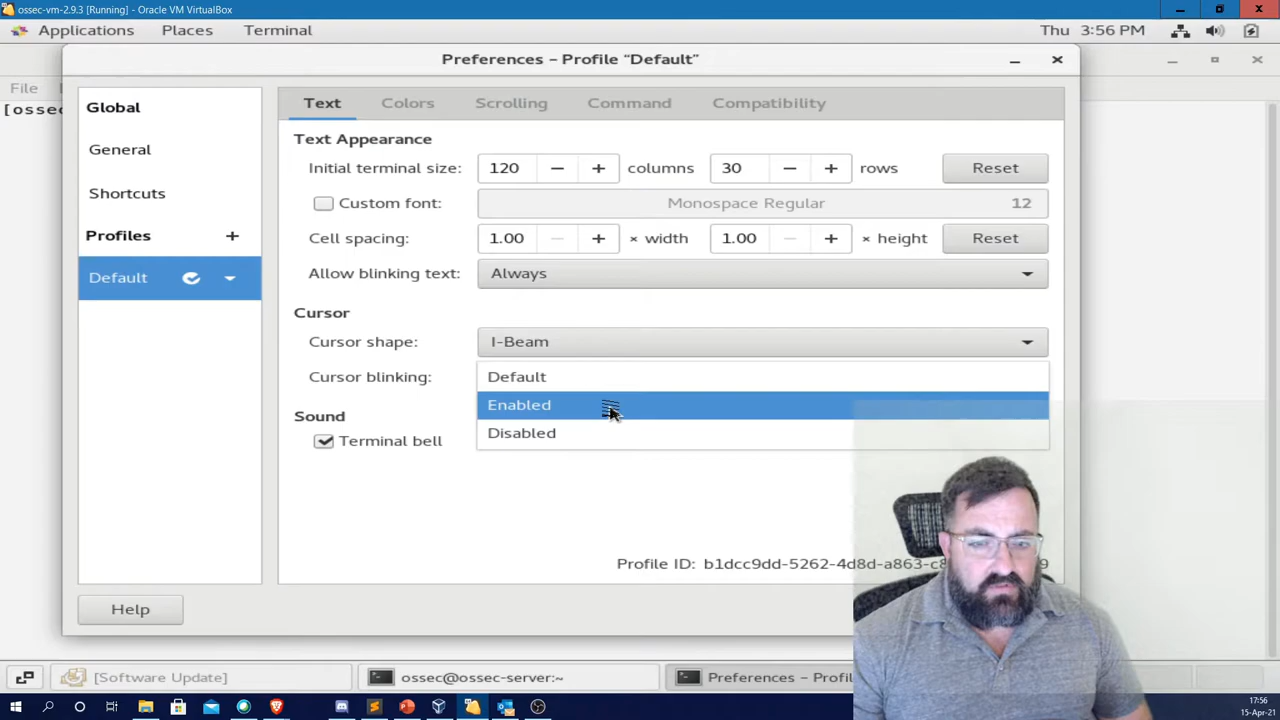 ossec-vm-2.9.3 [Running] - Oracle VM VirtualBox
Applications Places Terminal Thu 3:56 PM
Preferences – Profile “Default”
File
[osse
Global
General
Shortcuts
Profiles +
Default
Text Colors Scrolling Command Compatibility
Text Appearance
Initial terminal size: 120 − + columns 30 − + rows Reset
Custom font: Monospace Regular 12
Cell spacing: 1.00 − + × width 1.00 − + × height Reset
Allow blinking text: Always
Cursor
Cursor shape: I-Beam
Cursor blinking: Default
Enabled
Disabled
Sound
Terminal bell
Profile ID: b1dcc9dd-5262-4d8d-a863-c
Help
[Software Update] ossec@ossec-server:~ Preferences – Profil
17:56
15-Apr-21